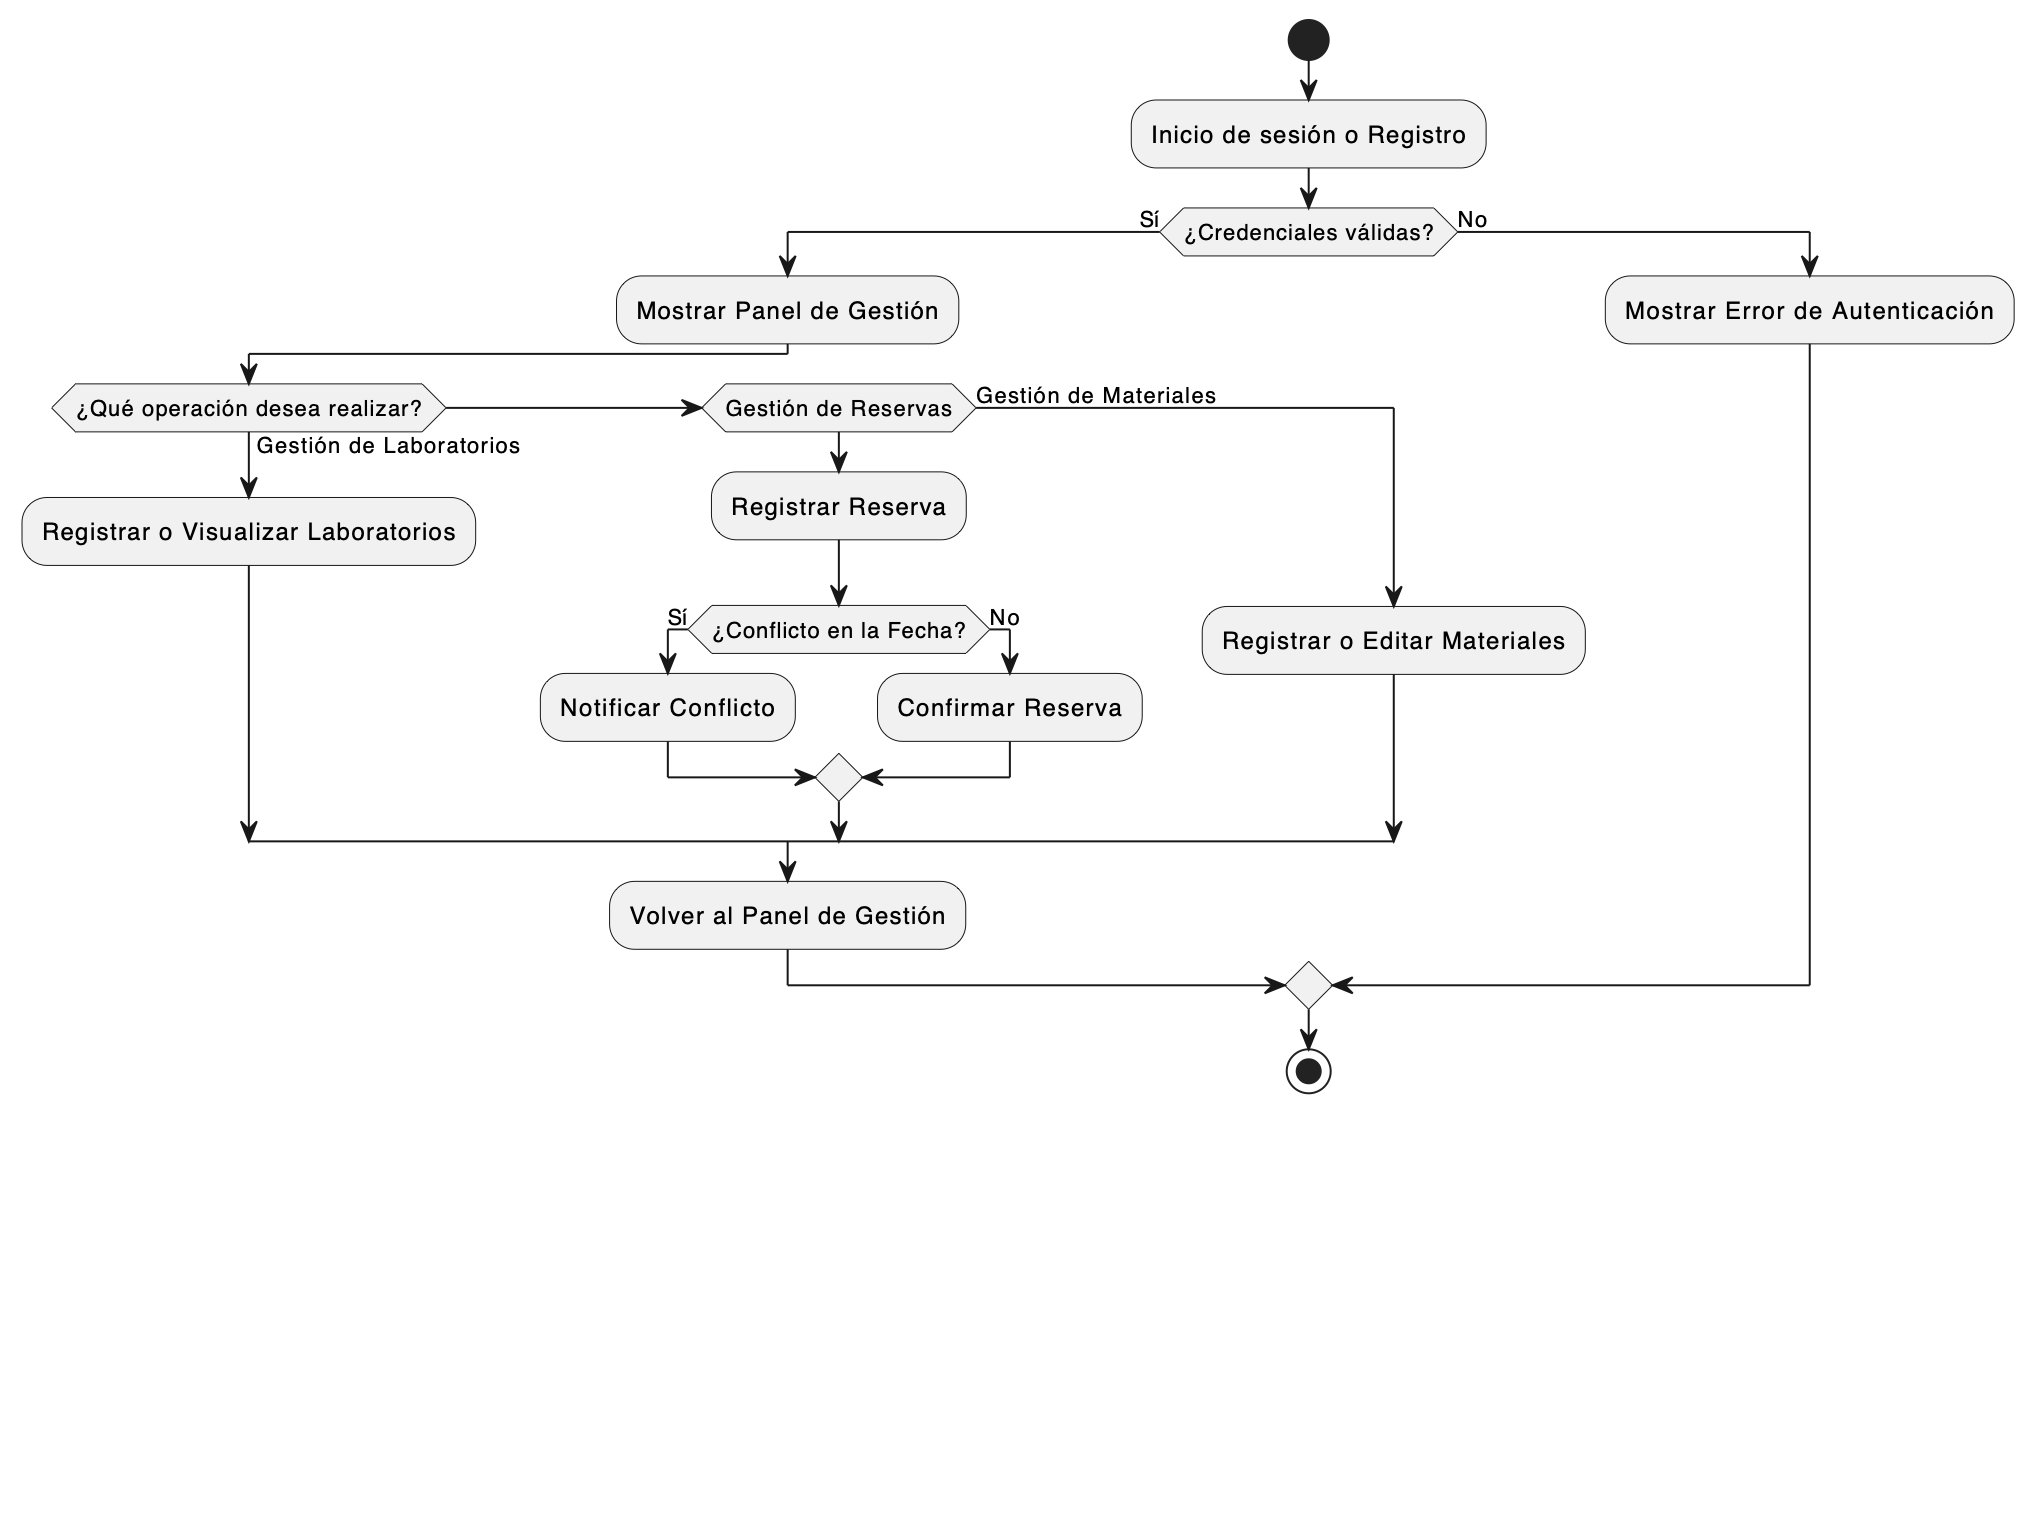 Inicio de sesión o Registro
Sí
¿Credenciales válidas?
No
Mostrar Panel de Gestión
Mostrar Error de Autenticación
¿Qué operación desea realizar?
Gestión de Reservas
Gestión de Materiales
Gestión de Laboratorios
Registrar Reserva
Registrar o Visualizar Laboratorios
Sí
¿Conflicto en la Fecha?
No
Registrar o Editar Materiales
Notificar Conflicto
Confirmar Reserva
Volver al Panel de Gestión